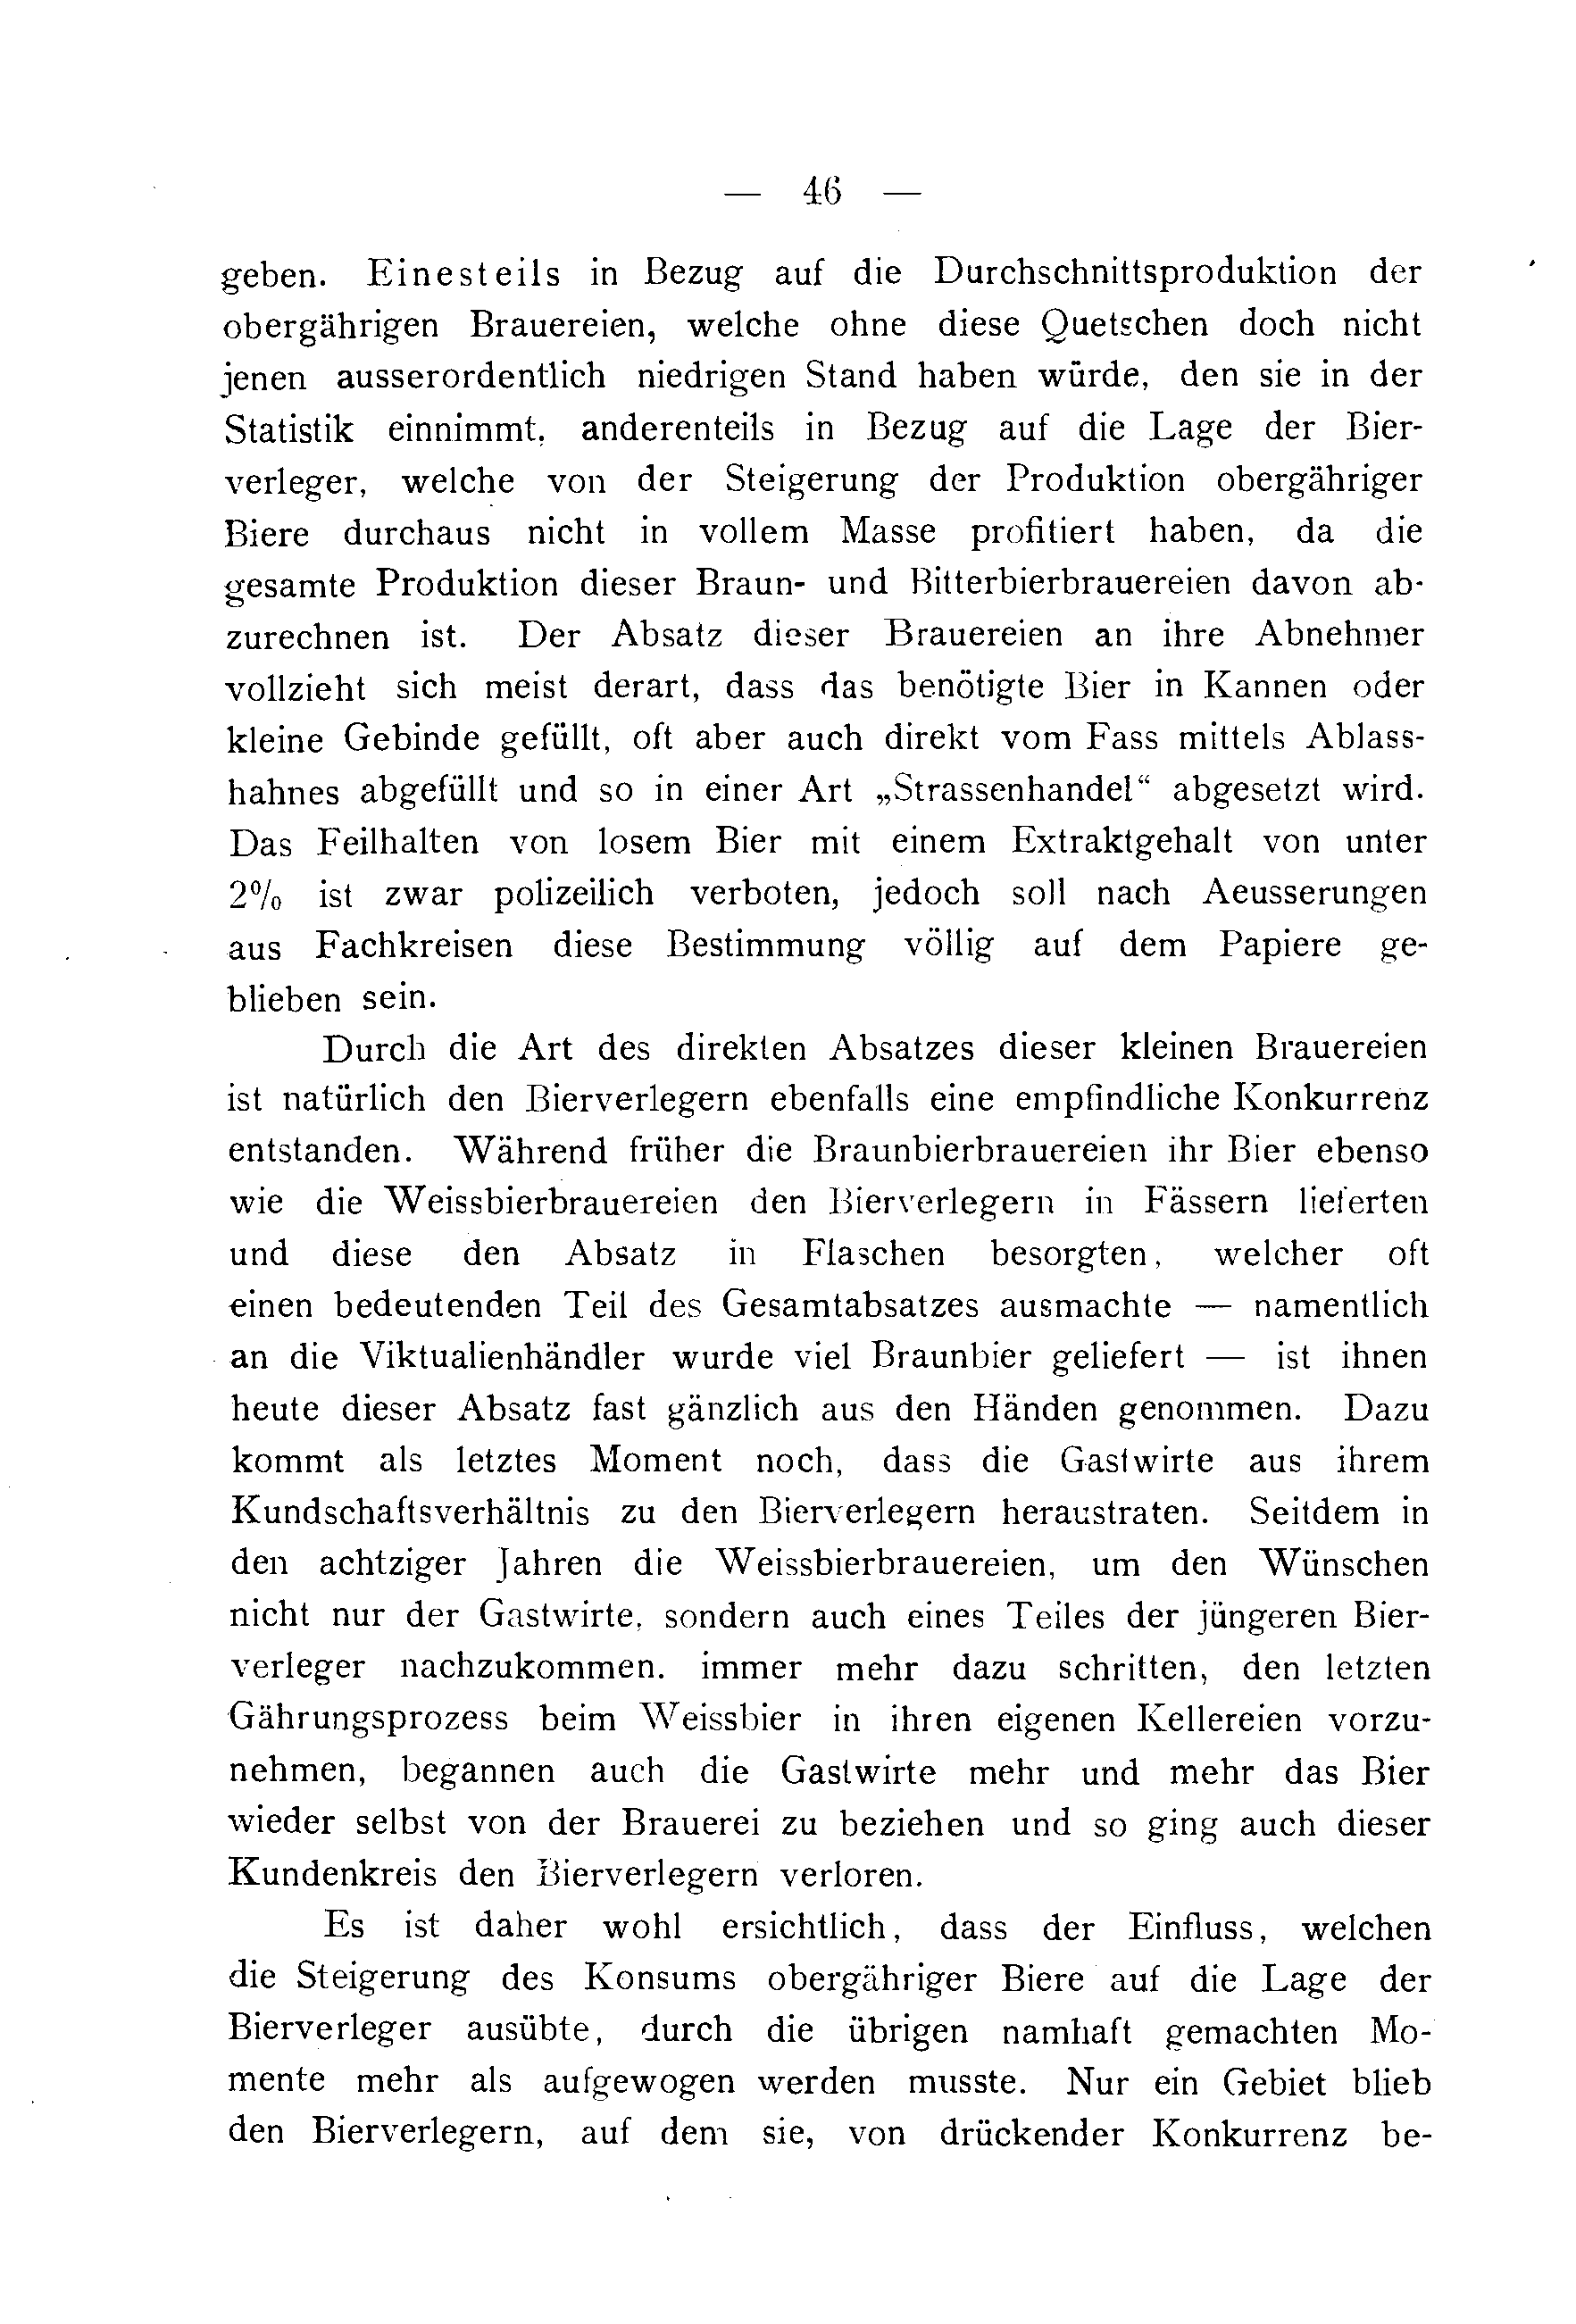 — 46 —
geben. Einesteils in Bezug auf die Durchschnittsproduktion der
obergährigen Brauereien, welche ohne diese Quetschen doch nicht
jenen ausserordentlich niedrigen Stand haben würde, den sie in der
Statistik einnimmt, anderenteils in Bezug auf die Lage der Bier-
verleger, welche von der Steigerung der Produktion obergähriger
Biere durchaus nicht in vollem Masse profitiert haben, da die
gesamte Produktion dieser Braun- und Bitterbierbrauereien davon ab-
zurechnen ist. Der Absatz dieser Brauereien an ihre Abnehmer
vollzieht sich meist derart, dass das benötigte Bier in Kannen oder
kleine Gebinde gefüllt, oft aber auch direkt vom Fass mittels Ablass-
hahnes abgefüllt und so in einer Art „Strassenhandel“ abgesetzt wird.
Das Feilhalten von losem Bier mit einem Extraktgehalt von unter
2% ist zwar polizeilich verboten, jedoch soll nach Aeusserungen
aus Fachkreisen diese Bestimmung völlig auf dem Papiere ge-
blieben sein.
Durch die Art des direkten Absatzes dieser kleinen Brauereien
ist natürlich den Bierverlegern ebenfalls eine empfindliche Konkurrenz
entstanden. Während früher die Braunbierbrauereien ihr Bier ebenso
wie die Weissbierbrauereien den Bierverlegern in Fässern lieferten
und diese den Absatz in Flaschen besorgten, welcher oft
einen bedeutenden Teil des Gesamtabsatzes ausmachte — namentlich
an die Viktualienhändler wurde viel Braunbier geliefert — ist ihnen
heute dieser Absatz fast gänzlich aus den Händen genommen. Dazu
kommt als letztes Moment noch, dass die Gastwirte aus ihrem
Kundschaftsverhältnis zu den Bierverlegern heraustraten. Seitdem in
den achtziger Jahren die Weissbierbrauereien, um den Wünschen
nicht nur der Gastwirte, sondern auch eines Teiles der jüngeren Bier-
verleger nachzukommen. immer mehr dazu schritten, den letzten
Gährungsprozess beim Weissbier in ihren eigenen Kellereien vorzu-
nehmen, begannen auch die Gastwirte mehr und mehr das Bier
wieder selbst von der Brauerei zu beziehen und so ging auch dieser
Kundenkreis den Bierverlegern verloren.
Es ist daher wohl ersichtlich, dass der Einfluss, welchen
die Steigerung des Konsums obergähriger Biere auf die Lage der
Bierverleger ausübte, durch die übrigen namhaft gemachten Mo-
mente mehr als aufgewogen werden musste. Nur ein Gebiet blieb
den Bierverlegern, auf dem sie, von drückender Konkurrenz be-